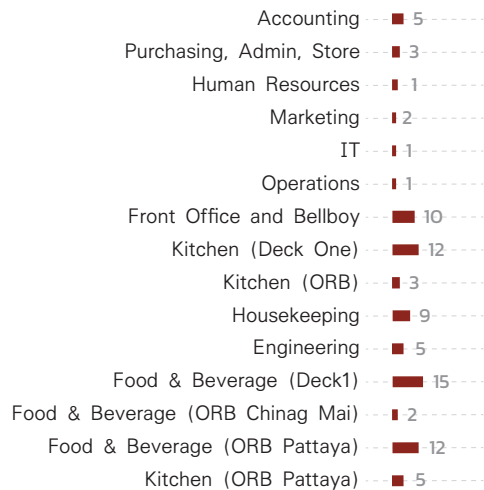 Accounting 5
Purchasing, Admin, Store 3
Human Resources 1
Marketing 2
IT 1
Operations 1
Front Office and Bellboy 10
Kitchen (Deck One) 12
Kitchen (ORB) 3
Housekeeping 9
Engineering 5
Food & Beverage (Deck1) 15
Food & Beverage (ORB Chinag Mai) 2
Food & Beverage (ORB Pattaya) 12
Kitchen (ORB Pattaya) 5